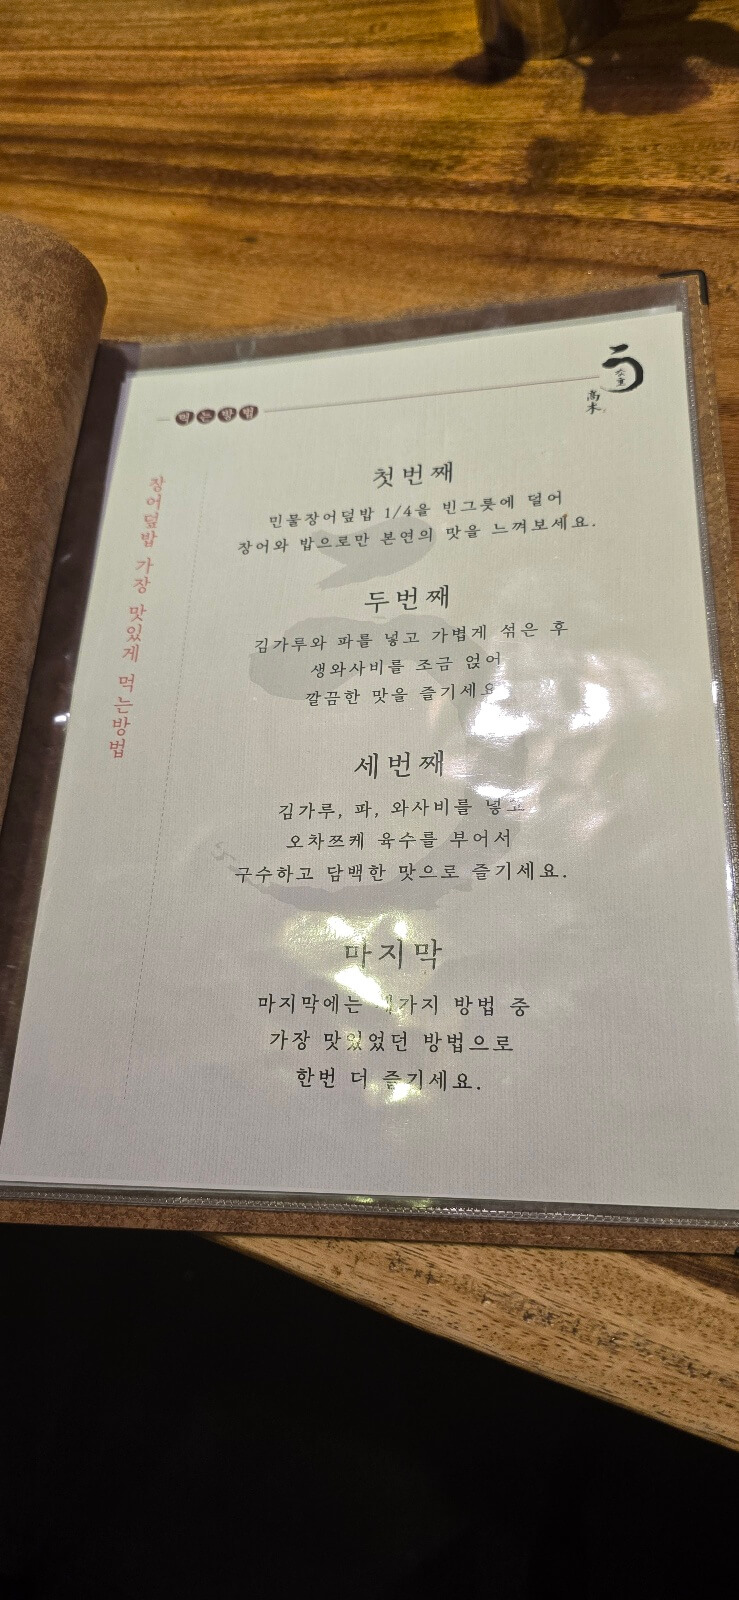 먹는방법
高木
장어덮밥 가장 맛있게 먹는방법
첫번째
민물장어덮밥 1/4을 빈그릇에 덜어
장어와 밥으로만 본연의 맛을 느껴보세요.
두번째
김가루와 파를 넣고 가볍게 섞은 후
생와사비를 조금 얹어
깔끔한 맛을 즐기세요
세번째
김가루, 파, 와사비를 넣고
오차쯔케 육수를 부어서
구수하고 담백한 맛으로 즐기세요.
마지막
마지막에는 방법 중
가장 맛있었던 방법으로
한번 더 즐기세요.